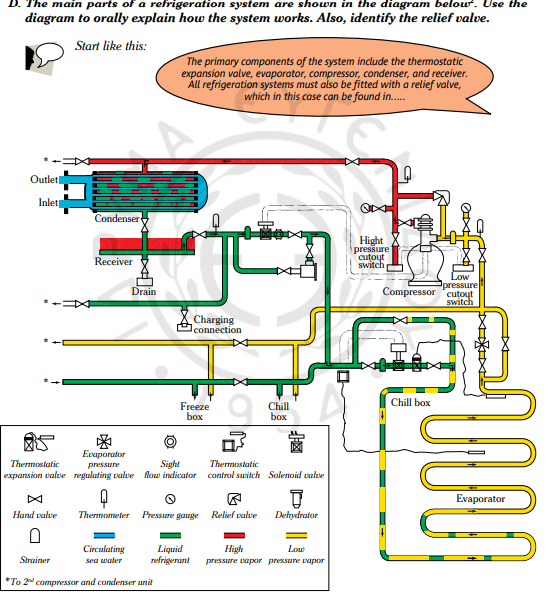 D. The main parts of a refrigeration system are shown in the diagram below². Use the
diagram to orally explain how the system works. Also, identify the relief valve.
Start like this:
The primary components of the system include the thermostatic
expansion valve, evaporator, compressor, condenser, and receiver.
All refrigeration systems must also be fitted with a relief valve,
which in this case can be found in.....
*
Outlet
Inlet
Condenser
Receiver
Drain
Hight
pressure
cutout
switch
Compressor
Low
pressure
cutout
switch
*
Charging
connection
*
*
Freeze
box
Chill
box
Chill box
Evaporator
Thermostatic
expansion valve
Evaporator
pressure
regulating valve
Sight
flow indicator
Thermostatic
control switch
Solenoid valve
Hand valve
Thermometer
Pressure gauge
Relief valve
Dehydrator
Strainer
Circulating
sea water
Liquid
refrigerant
High
pressure vapor
Low
pressure vapor
*To 2nd compressor and condenser unit
1954